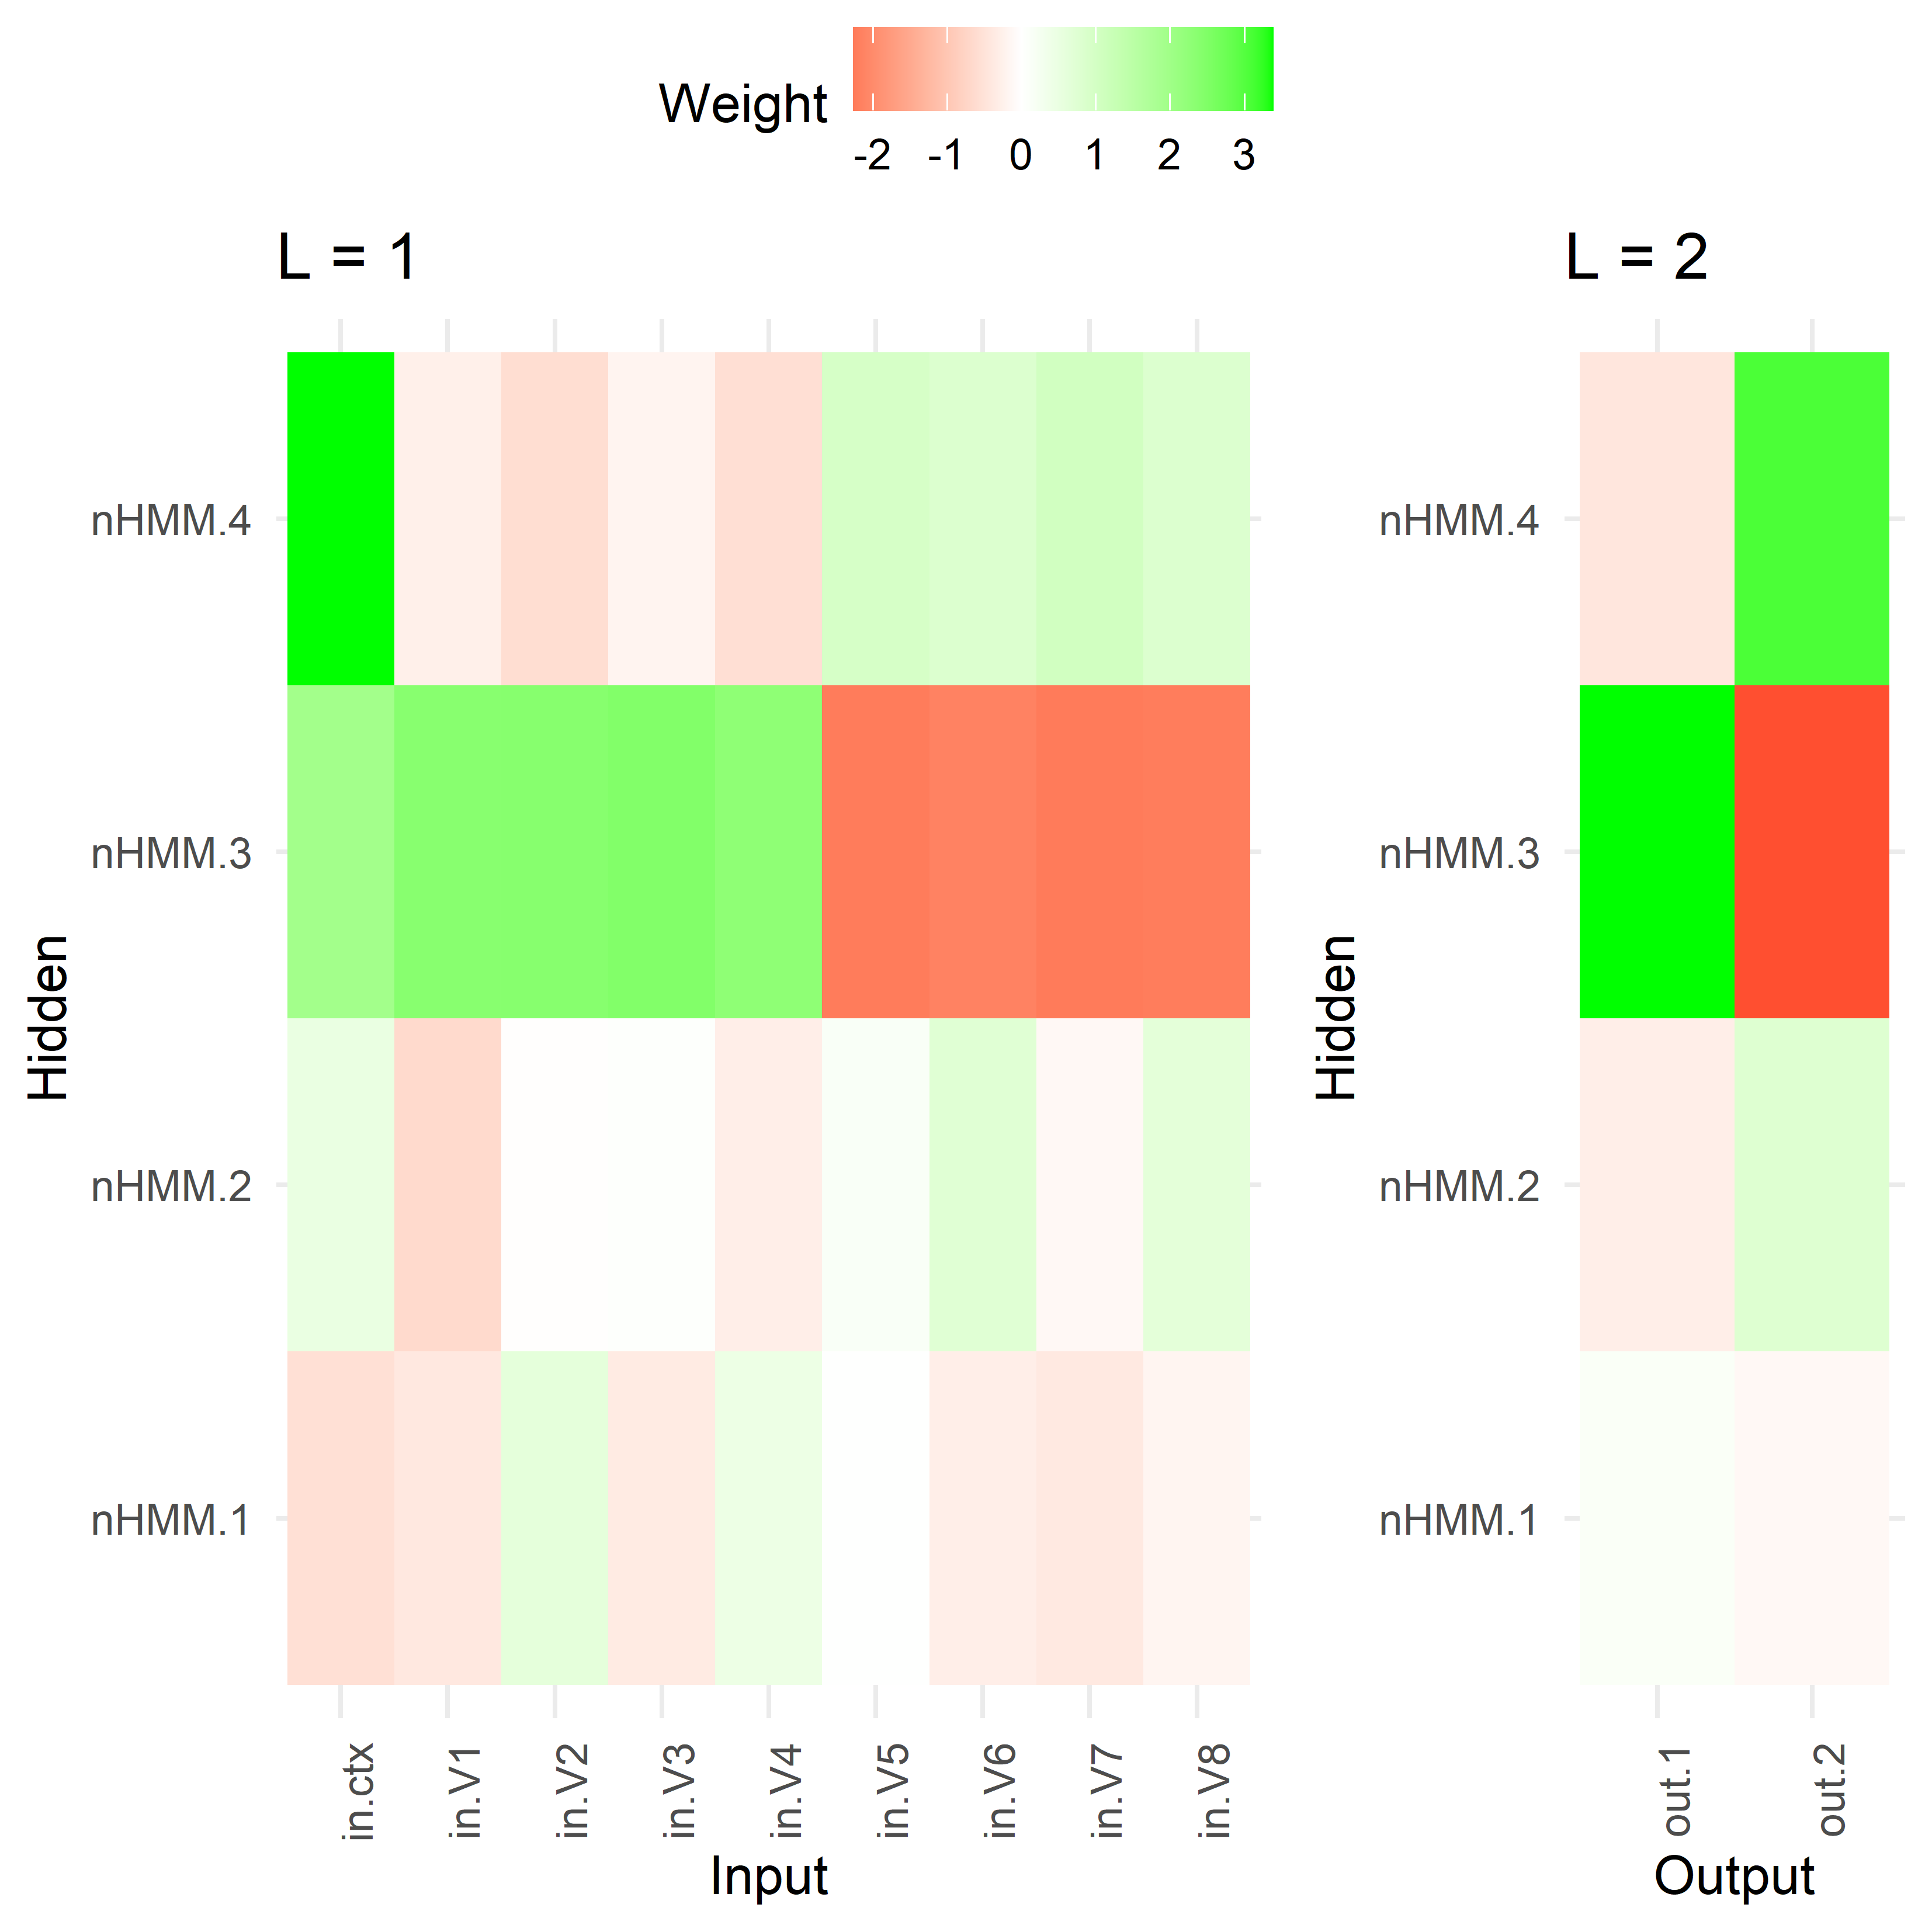 Weight
-2 -1 0 1 2 3
L = 1
nHMM.4
nHMM.3
nHMM.2
nHMM.1
Hidden
in.ctx in.V1 in.V2 in.V3 in.V4 in.V5 in.V6 in.V7 in.V8
Input
L = 2
nHMM.4
nHMM.3
nHMM.2
nHMM.1
Hidden
out.1 out.2
Output